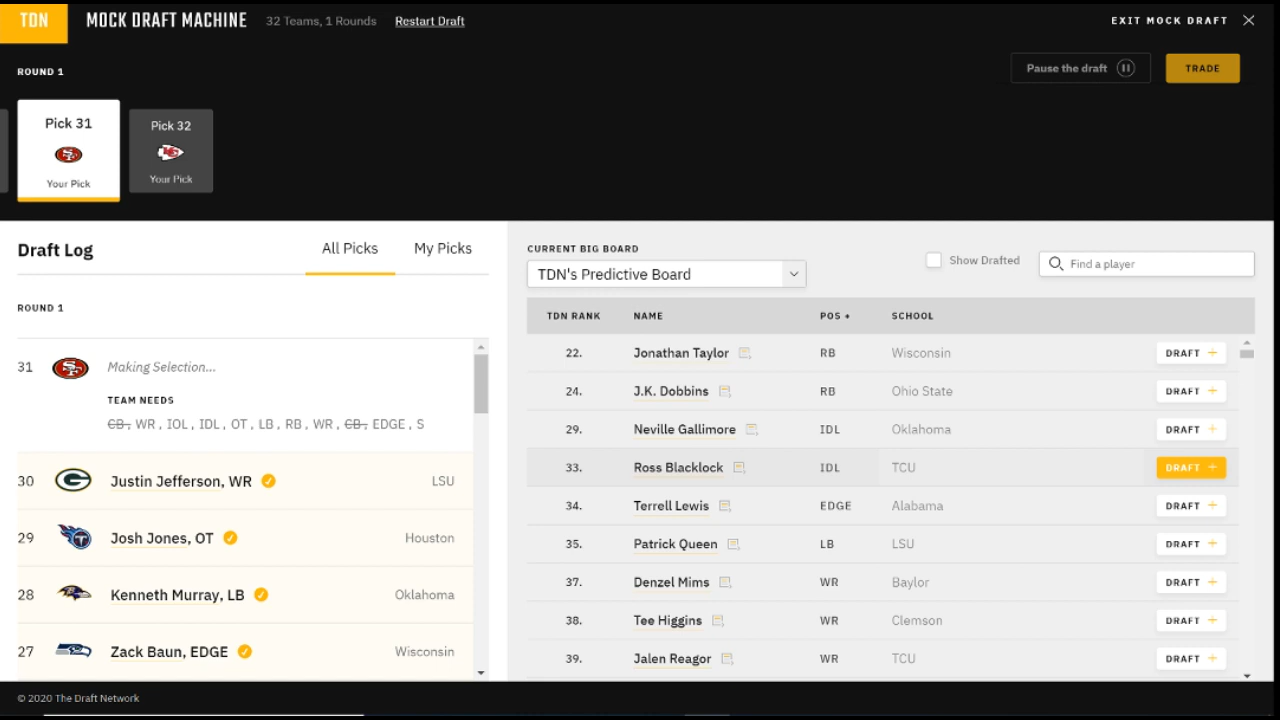 TDN MOCK DRAFT MACHINE 32 Teams, 1 Rounds Restart Draft EXIT MOCK DRAFT
ROUND 1 Pause the draft TRADE
Pick 31 Pick 32
Your Pick Your Pick
Draft Log All Picks My Picks
ROUND 1
31 Making Selection...
TEAM NEEDS
CB, WR, IOL, IDL, OT, LB, RB, WR, CB, EDGE, S
30 Justin Jefferson, WR LSU
29 Josh Jones, OT Houston
28 Kenneth Murray, LB Oklahoma
27 Zack Baun, EDGE Wisconsin
CURRENT BIG BOARD
TDN's Predictive Board Show Drafted Find a player
TDN RANK NAME POS SCHOOL
22. Jonathan Taylor RB Wisconsin DRAFT +
24. J.K. Dobbins RB Ohio State DRAFT +
29. Neville Gallimore IDL Oklahoma DRAFT +
33. Ross Blacklock IDL TCU DRAFT +
34. Terrell Lewis EDGE Alabama DRAFT +
35. Patrick Queen LB LSU DRAFT +
37. Denzel Mims WR Baylor DRAFT +
38. Tee Higgins WR Clemson DRAFT +
39. Jalen Reagor WR TCU DRAFT +
© 2020 The Draft Network